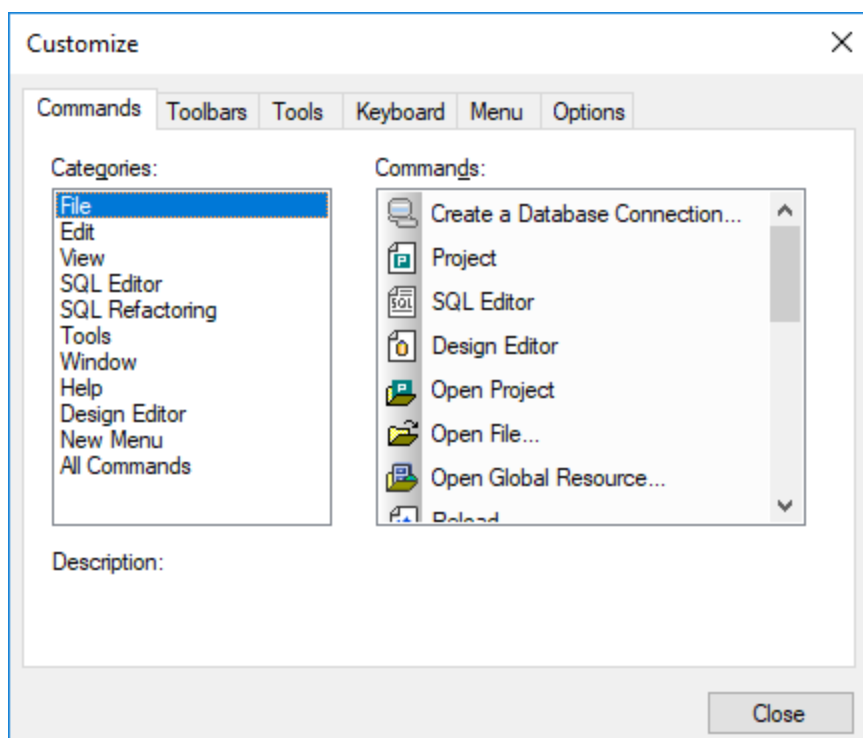 Customize
Commands Toolbars Tools Keyboard Menu Options
Categories:
File
Edit
View
SQL Editor
SQL Refactoring
Tools
Window
Help
Design Editor
New Menu
All Commands
Commands:
Create a Database Connection...
Project
SQL Editor
Design Editor
Open Project
Open File...
Open Global Resource...
Reload
Description:
Close